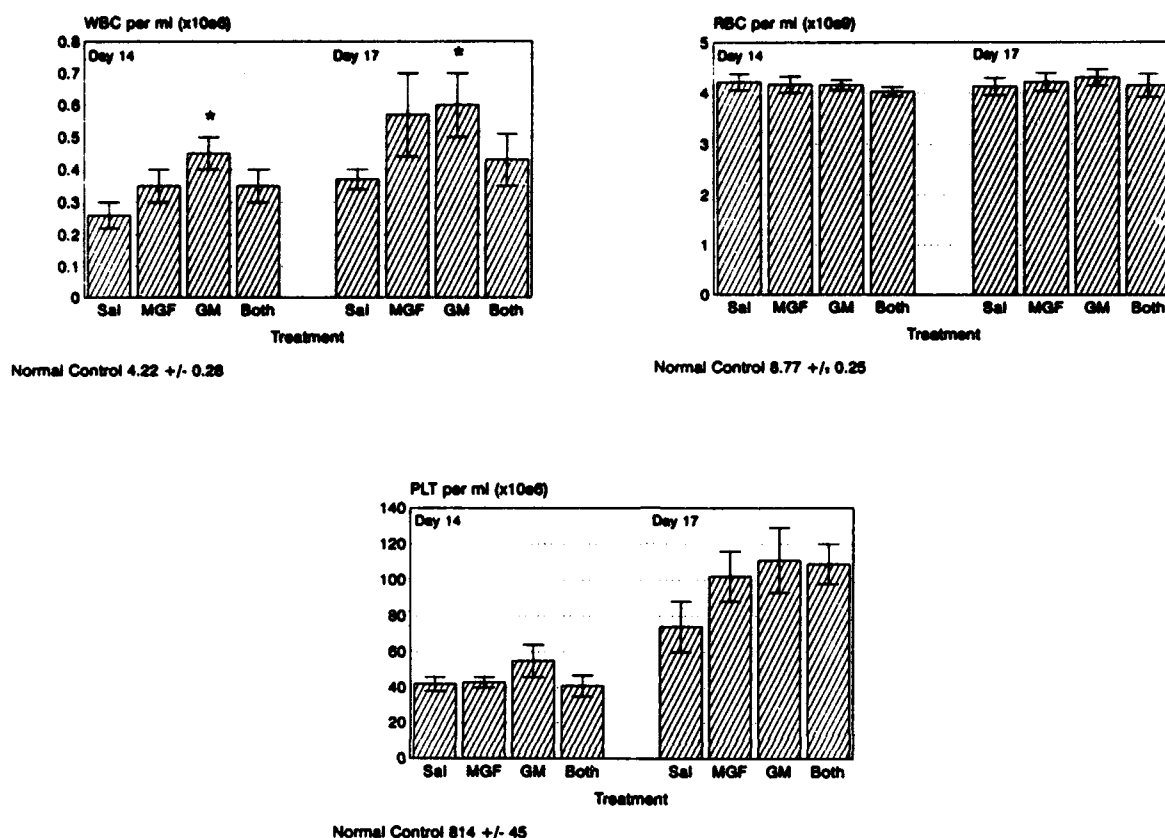 WBC per ml (x10e6)
0.8
0.7
0.6
0.5
0.4
0.3
0.2
0.1
0
Day 14
Day 17
*
*
Sal MGF GM Both Sal MGF GM Both
Treatment
Normal Control 4.22 +/- 0.28
RBC per ml (x10e9)
5
4
3
2
1
0
Day 14
Day 17
Sal MGF GM Both Sal MGF GM Both
Treatment
Normal Control 8.77 +/- 0.25
PLT per ml (x10e6)
140
120
100
80
60
40
20
0
Day 14
Day 17
Sal MGF GM Both Sal MGF GM Both
Treatment
Normal Control 814 +/- 45